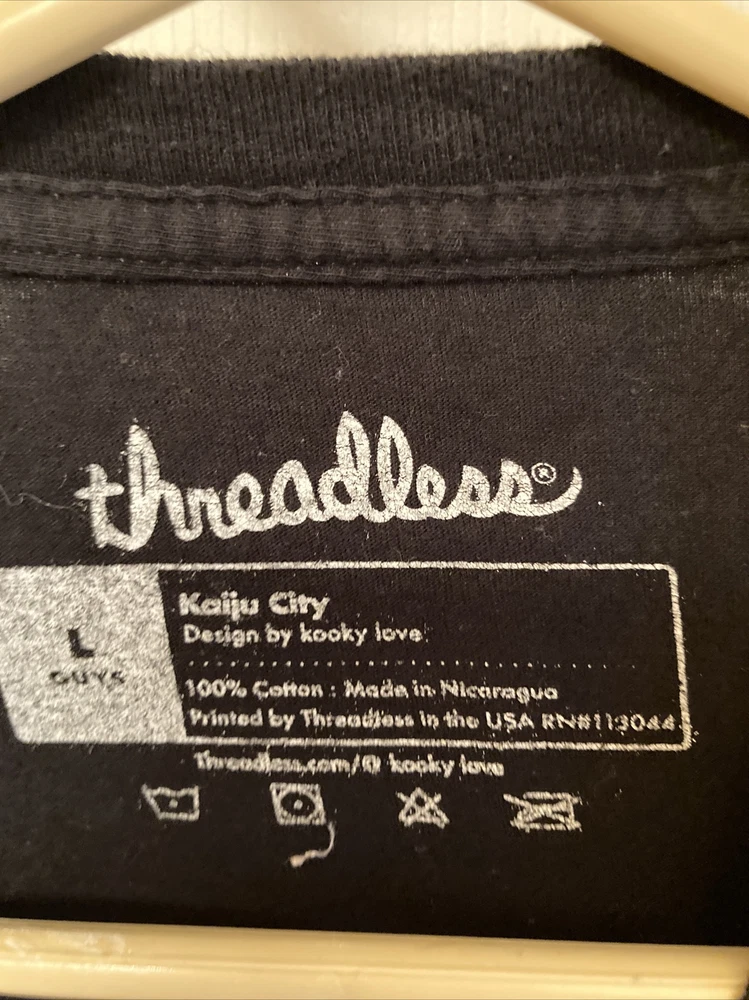 threadless®
L
GUYS
Kaiju City
Design by kooky love
100% Cotton : Made in Nicaragua
Printed by Threadless in the USA RN#113044
Threadless.com/@ kooky love